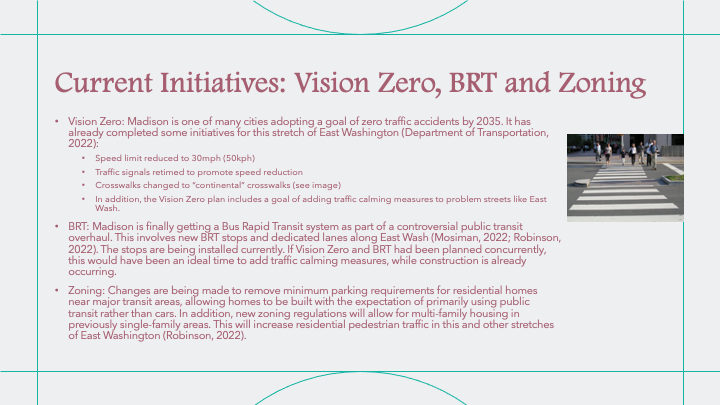 Current Initiatives: Vision Zero, BRT and Zoning
• Vision Zero: Madison is one of many cities adopting a goal of zero traffic accidents by 2035. It has
already completed some initiatives for this stretch of East Washington (Department of Transportation,
2022):
• Speed limit reduced to 30mph (50kph)
• Traffic signals retimed to promote speed reduction
• Crosswalks changed to “continental” crosswalks (see image)
• In addition, the Vision Zero plan includes a goal of adding traffic calming measures to problem streets like East
Wash.
• BRT: Madison is finally getting a Bus Rapid Transit system as part of a controversial public transit
overhaul. This involves new BRT stops and dedicated lanes along East Wash (Mosiman, 2022; Robinson,
2022). The stops are being installed currently. If Vision Zero and BRT had been planned concurrently,
this would have been an ideal time to add traffic calming measures, while construction is already
occurring.
• Zoning: Changes are being made to remove minimum parking requirements for residential homes
near major transit areas, allowing homes to be built with the expectation of primarily using public
transit rather than cars. In addition, new zoning regulations will allow for multi-family housing in
previously single-family areas. This will increase residential pedestrian traffic in this and other stretches
of East Washington (Robinson, 2022).